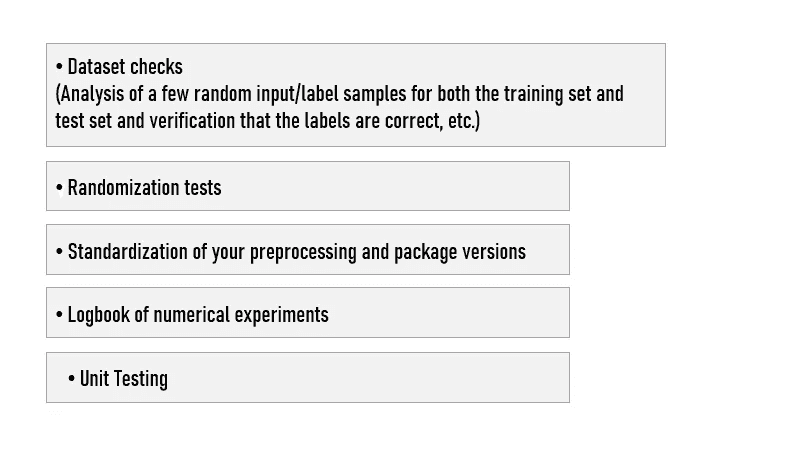 • Dataset checks
(Analysis of a few random input/label samples for both the training set and
test set and verification that the labels are correct, etc.)
• Randomization tests
• Standardization of your preprocessing and package versions
• Logbook of numerical experiments
• Unit Testing